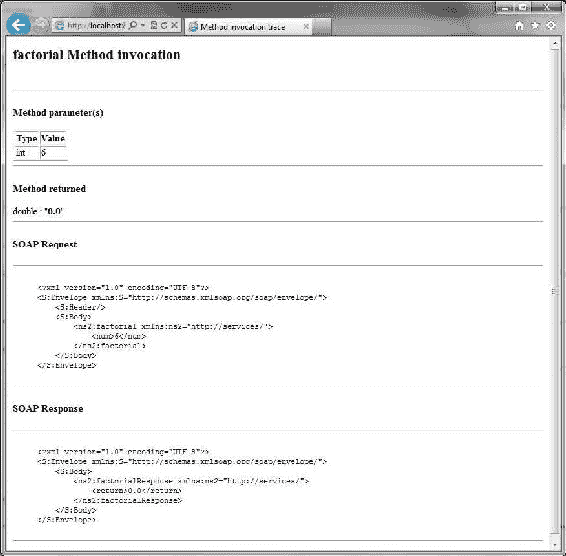 http://localhost:
Method invocation trace
factorial Method invocation
Method parameter(s)
Type Value
int 6
Method returned
double : "0.0"
SOAP Request
<?xml version="1.0" encoding="UTF-8"?>
<S:Envelope xmlns:S="http://schemas.xmlsoap.org/soap/envelope/">
<S:Header/>
<S:Body>
<ns2:factorial xmlns:ns2="http://services/">
<num>6</num>
</ns2:factorial>
</S:Body>
</S:Envelope>
SOAP Response
<?xml version="1.0" encoding="UTF-8"?>
<S:Envelope xmlns:S="http://schemas.xmlsoap.org/soap/envelope/">
<S:Body>
<ns2:factorialResponse xmlns:ns2="http://services/">
<return>0.0</return>
</ns2:factorialResponse>
</S:Body>
</S:Envelope>